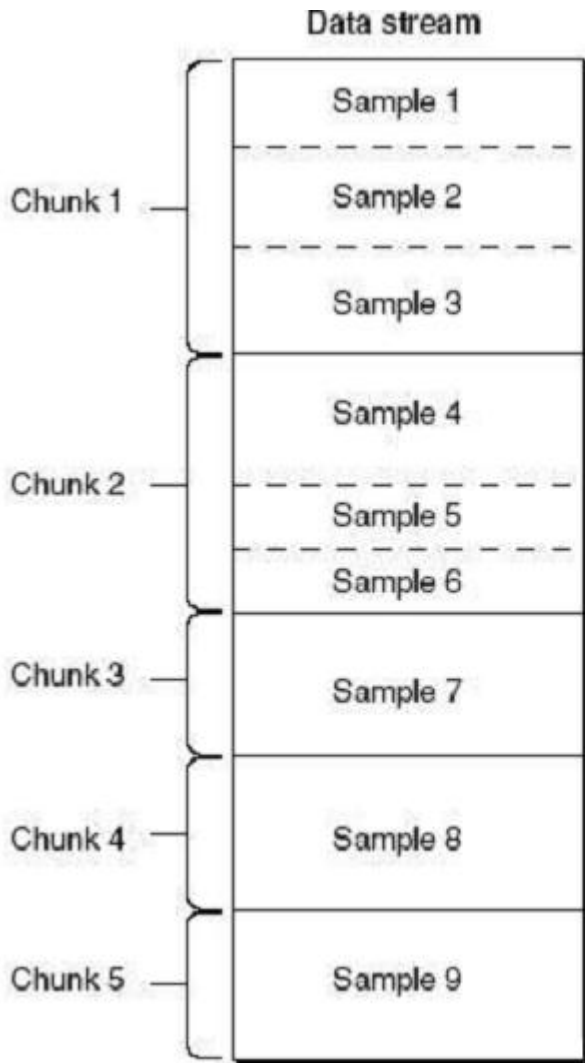 Data stream
Sample 1
Chunk 1
Sample 2
Sample 3
Sample 4
Chunk 2
Sample 5
Sample 6
Chunk 3
Sample 7
Chunk 4
Sample 8
Chunk 5
Sample 9